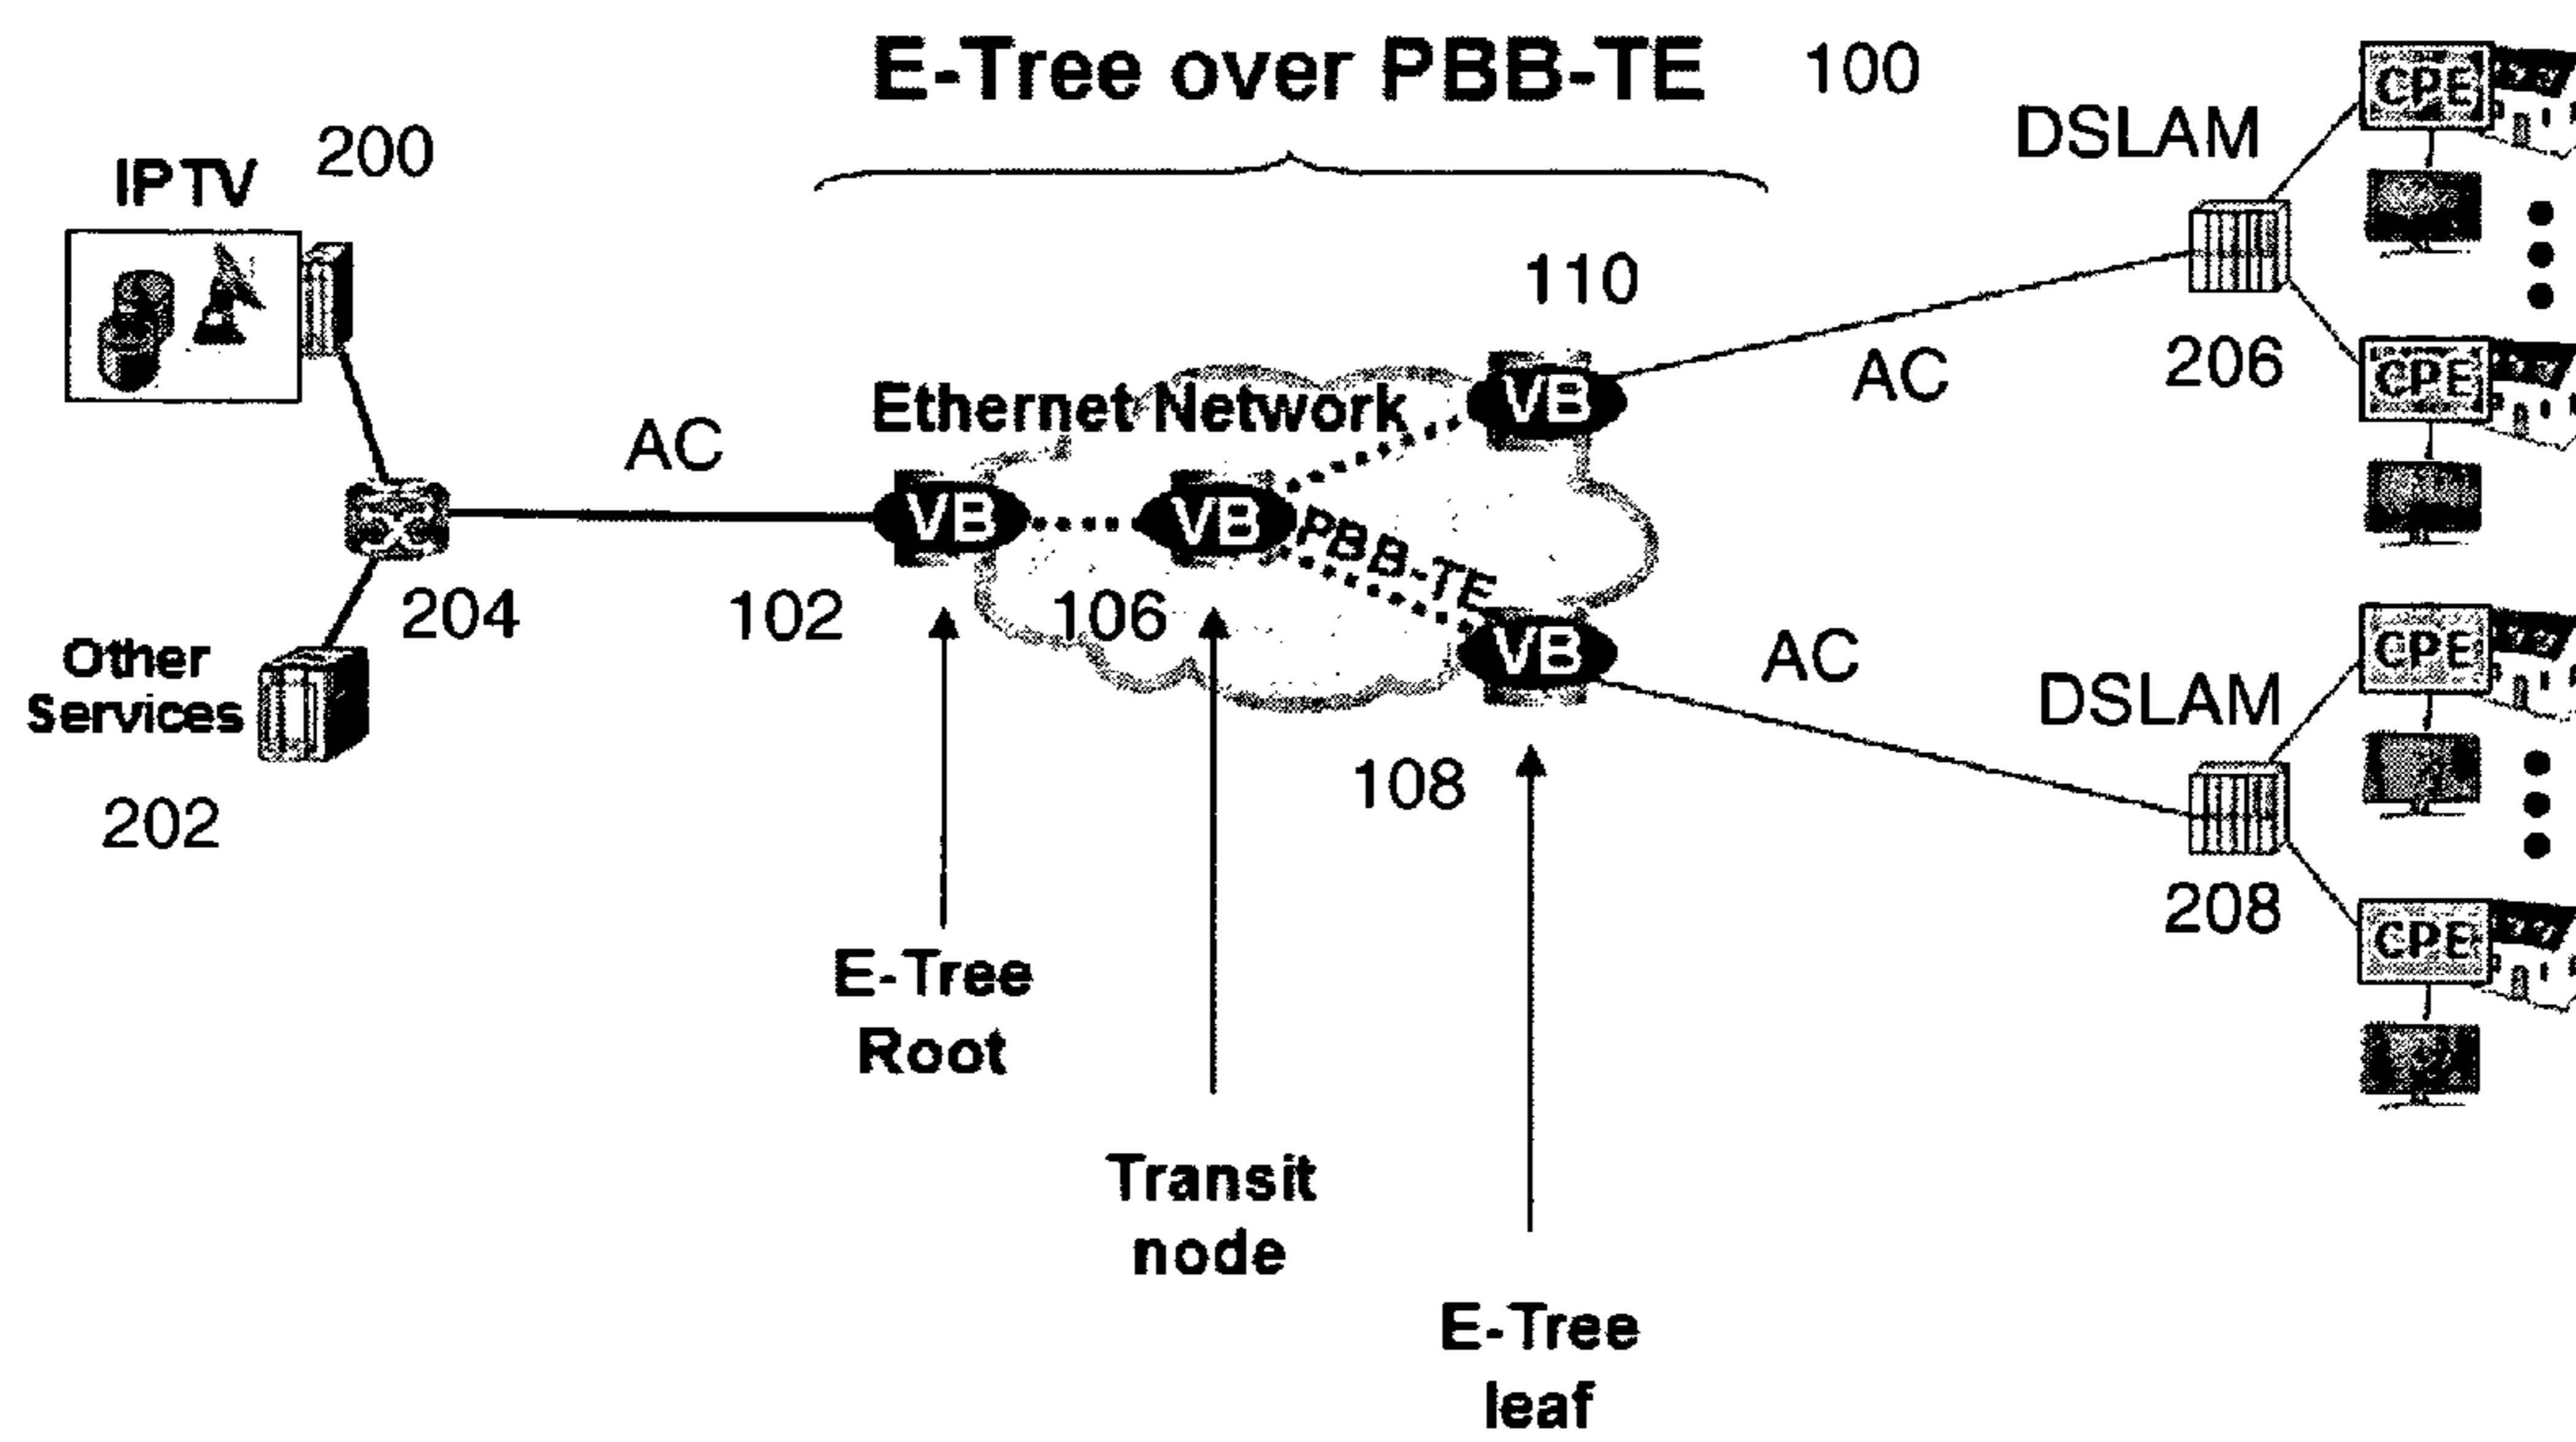 E-Tree over PBB-TE 100
IPTV 200
DSLAM
CPE
110
AC
206
CPE
Ethernet Network
AC
VB
VB
VB
PBB-TE
VB
204
102
106
Other
Services
202
AC
108
DSLAM
CPE
208
CPE
E-Tree
Root
Transit
node
E-Tree
leaf